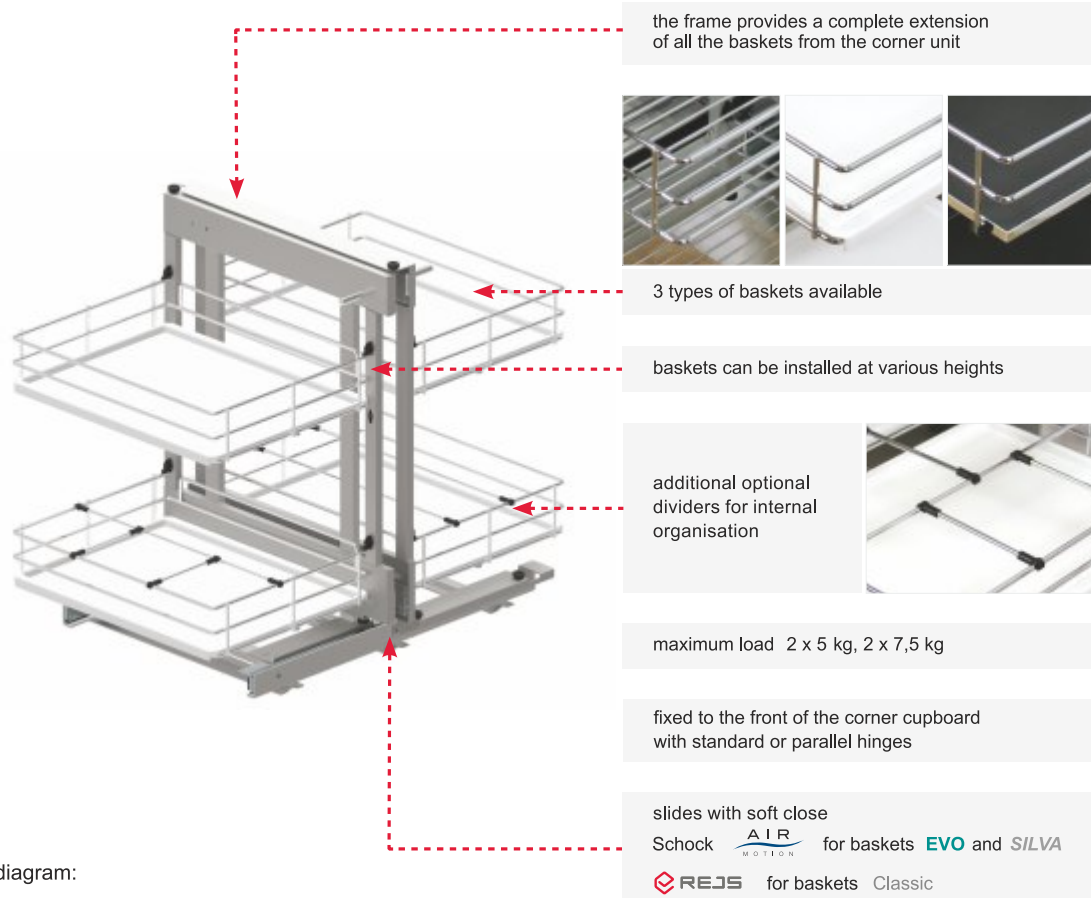 the frame provides a complete extension
of all the baskets from the corner unit
3 types of baskets available
baskets can be installed at various heights
additional optional
dividers for internal
organisation
maximum load 2 x 5 kg, 2 x 7,5 kg
fixed to the front of the corner cupboard
with standard or parallel hinges
slides with soft close
Schock AIR MOTION for baskets EVO and SILVA
REJS for baskets Classic
diagram: